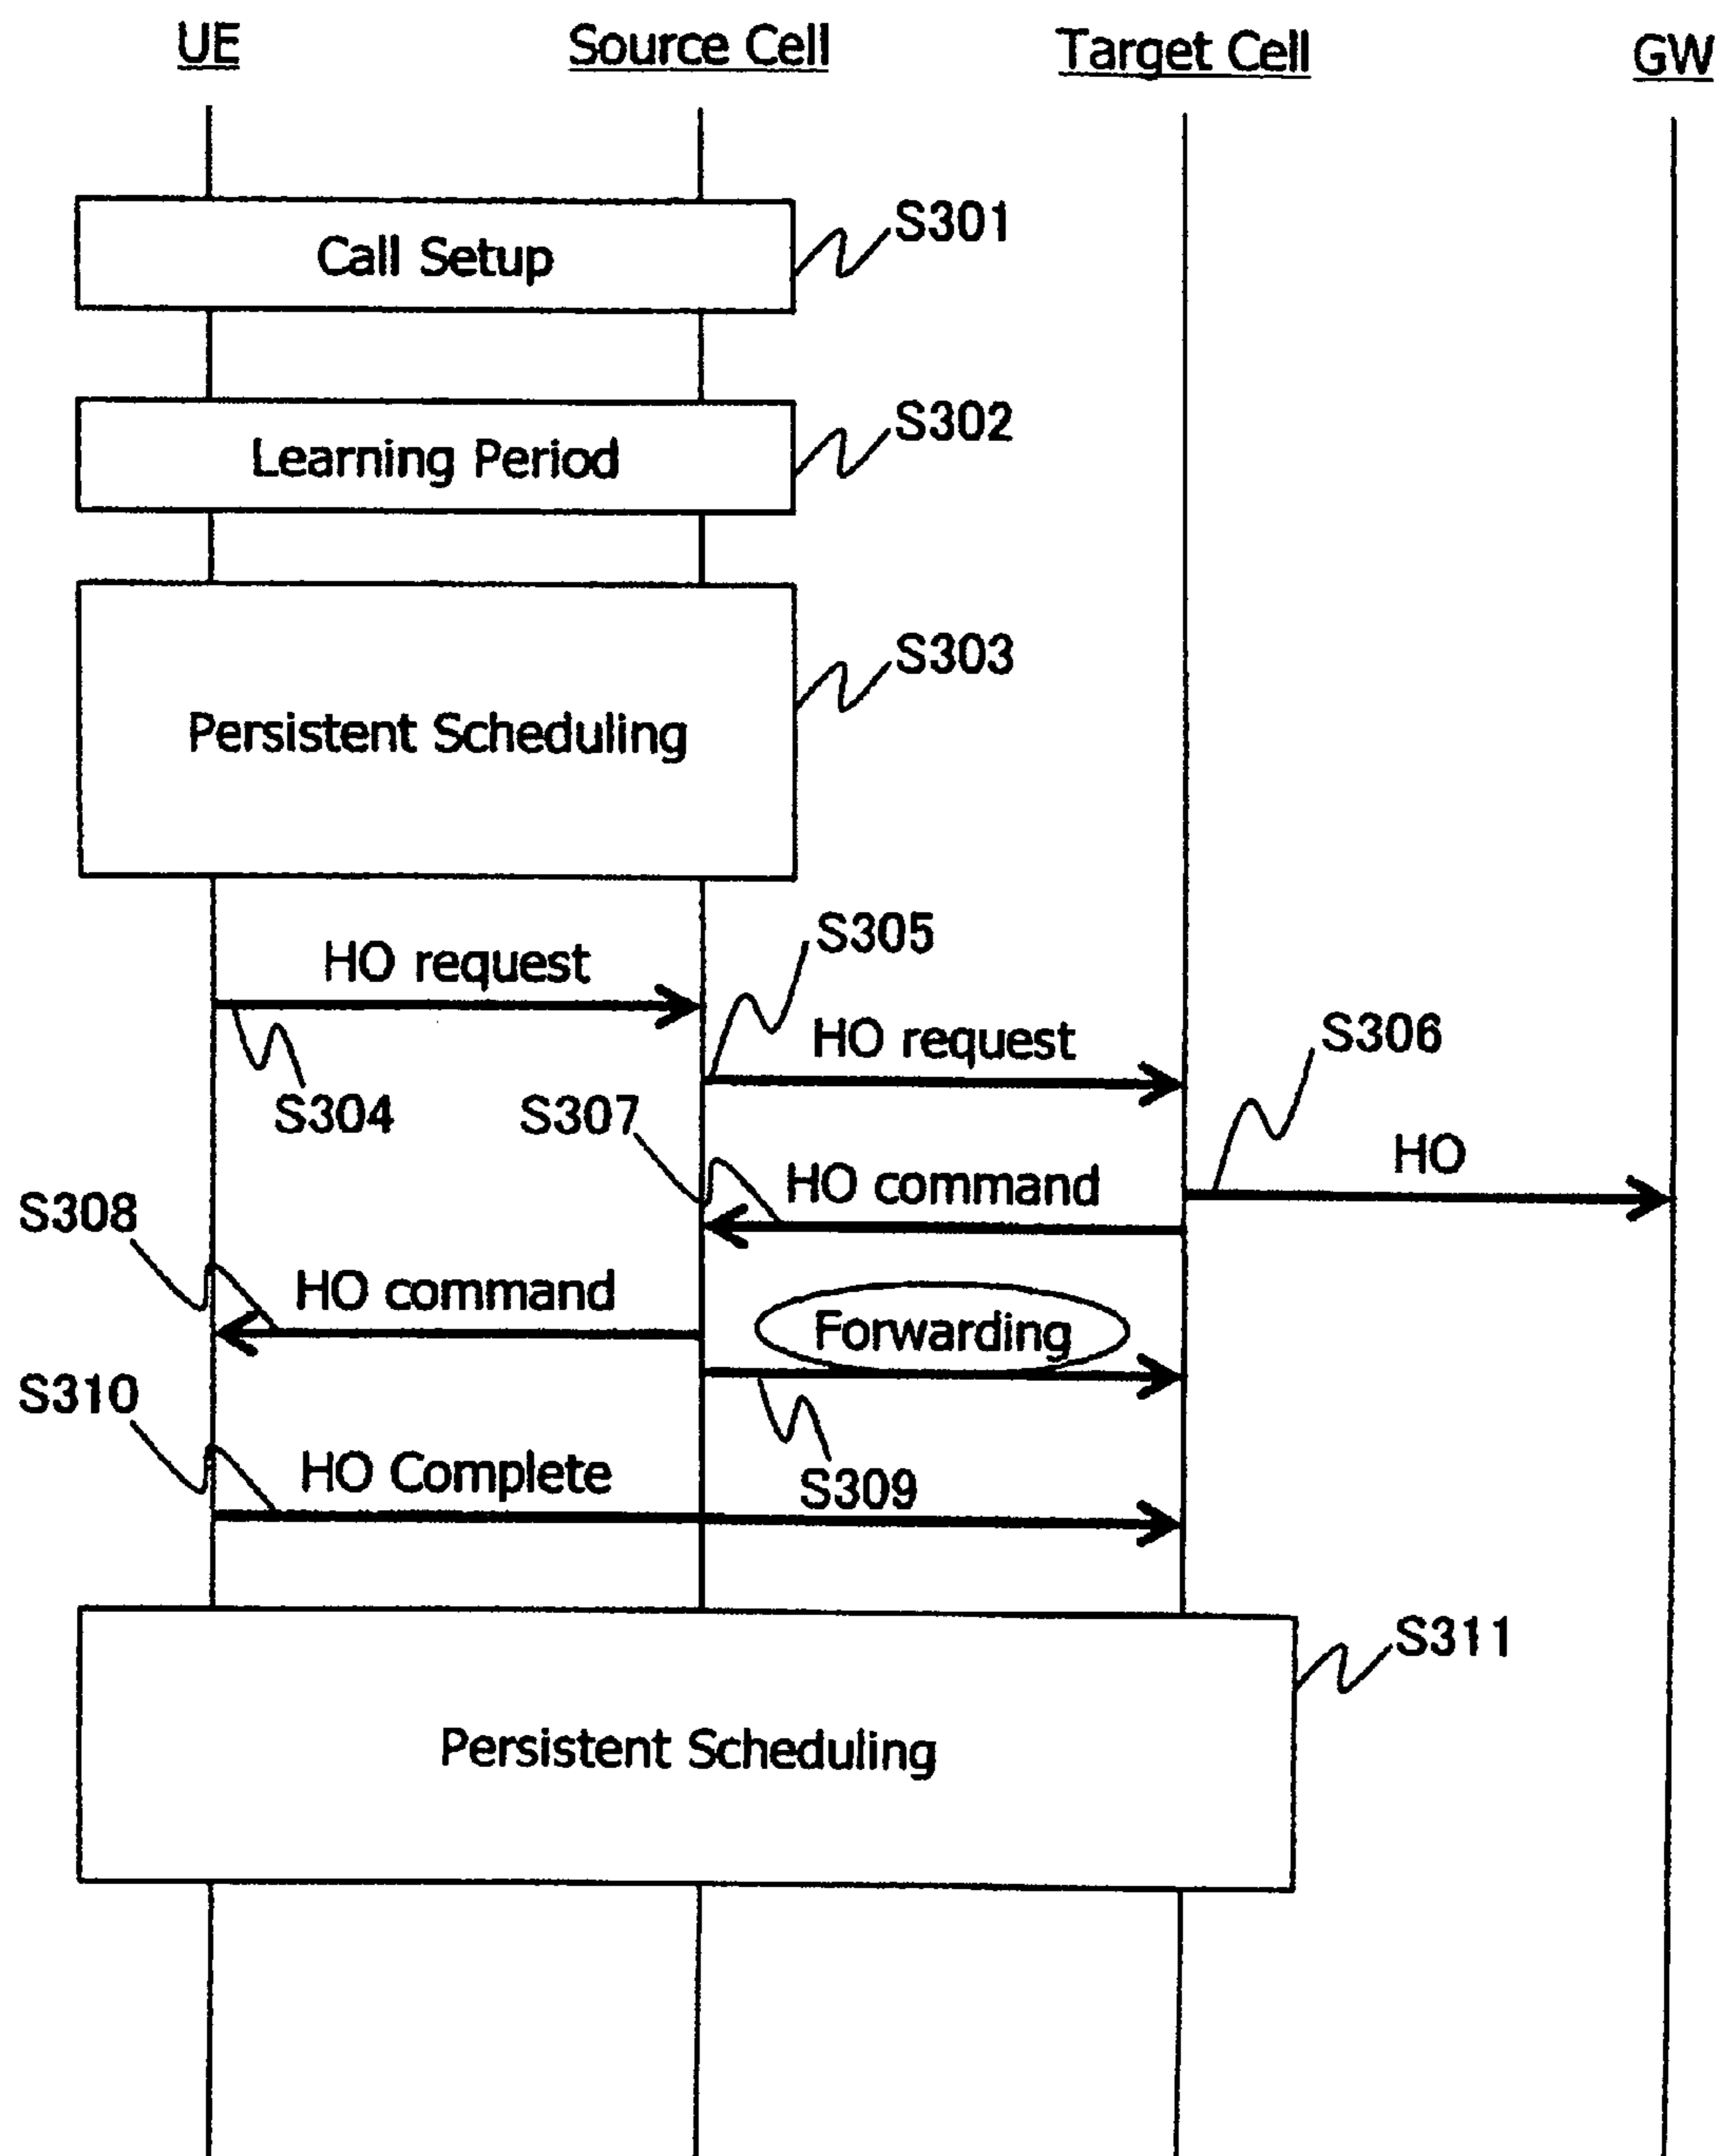 UE
Source Cell
Target Cell
GW
Call Setup
S301
Learning Period
S302
Persistent Scheduling
S303
HO request
S304
S305
HO request
S306
HO
S307
HO command
S308
HO command
Forwarding
S309
S310
HO Complete
Persistent Scheduling
S311